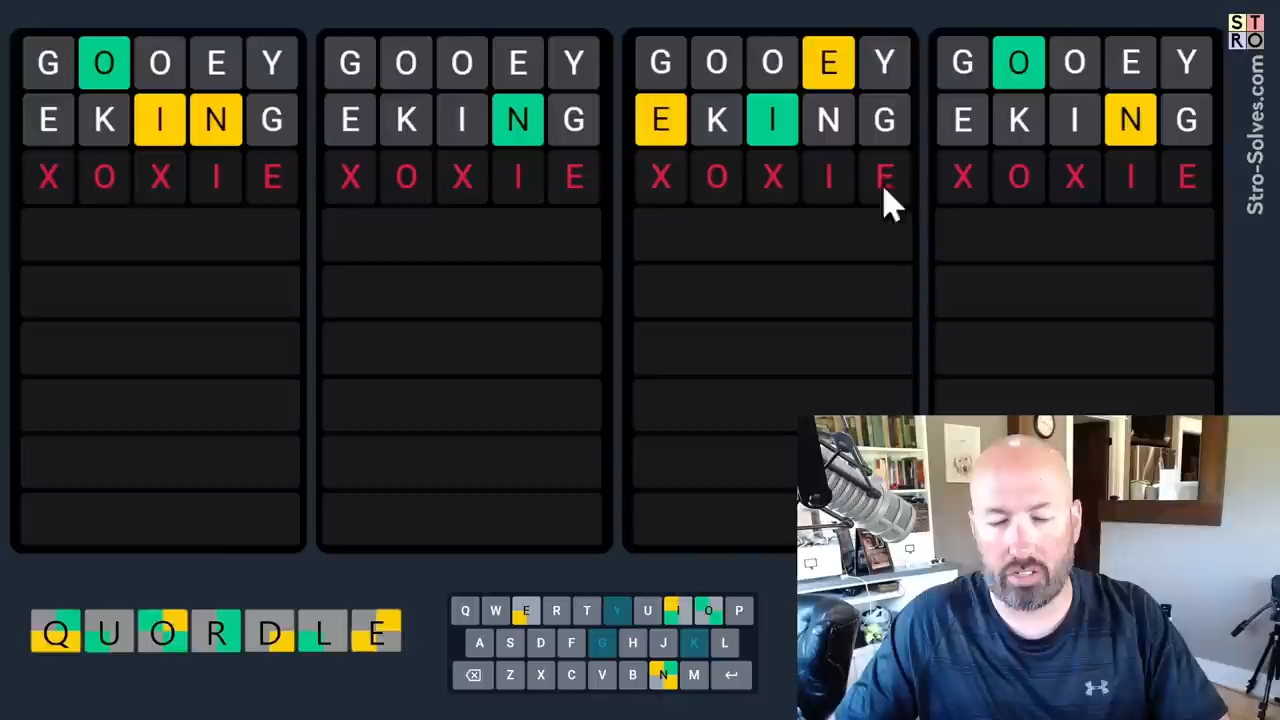 GOOEY GOOEY GOOEY GOOEY
EKING EKING EKING EKING
XOXIE XOXIE XOXIE XOXIE
STRO
Stro-Solves.com
QUORDLE
QWERTYUIOP
ASDFGHJKL
ZXCVBNM